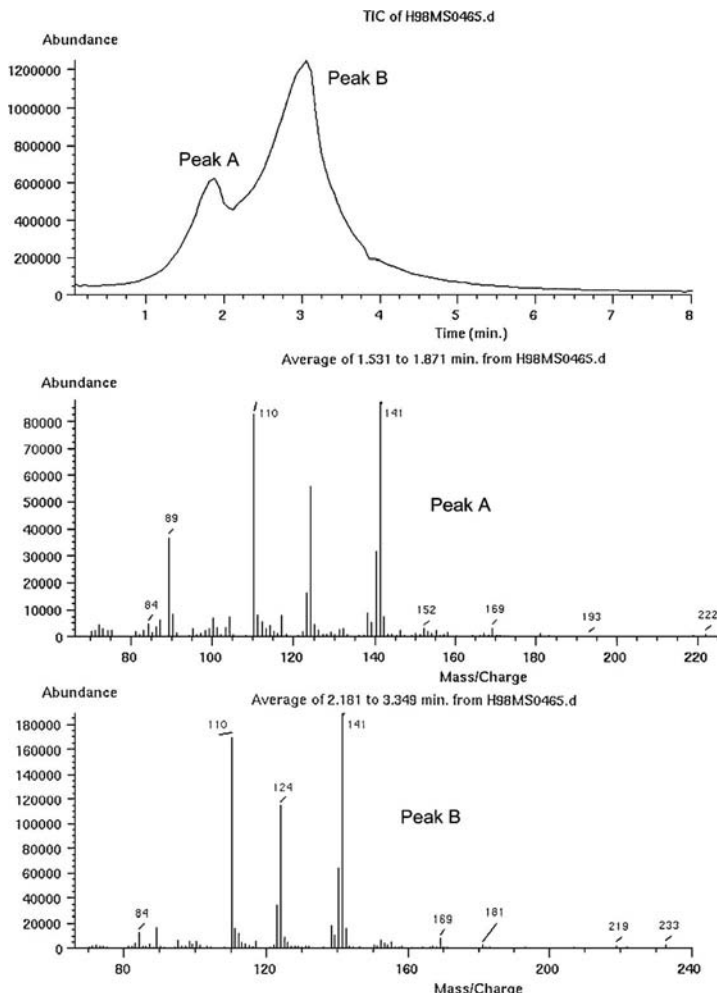 TIC of H98MS0465.d
Abundance
1200000
1000000
800000
600000
400000
200000
0
Peak A
Peak B
1 2 3 4 5 6 7 8
Time (min.)
Average of 1.531 to 1.871 min. from H98MS0465.d
Abundance
80000
70000
60000
50000
40000
30000
20000
10000
0
84
89
110
141
152
169
193
222
Peak A
80 100 120 140 160 180 200 220
Mass/Charge
Average of 2.181 to 3.349 min. from H98MS0465.d
Abundance
180000
160000
140000
120000
100000
80000
60000
40000
20000
0
84
110
124
141
169
181
219
233
Peak B
80 120 160 200 240
Mass/Charge